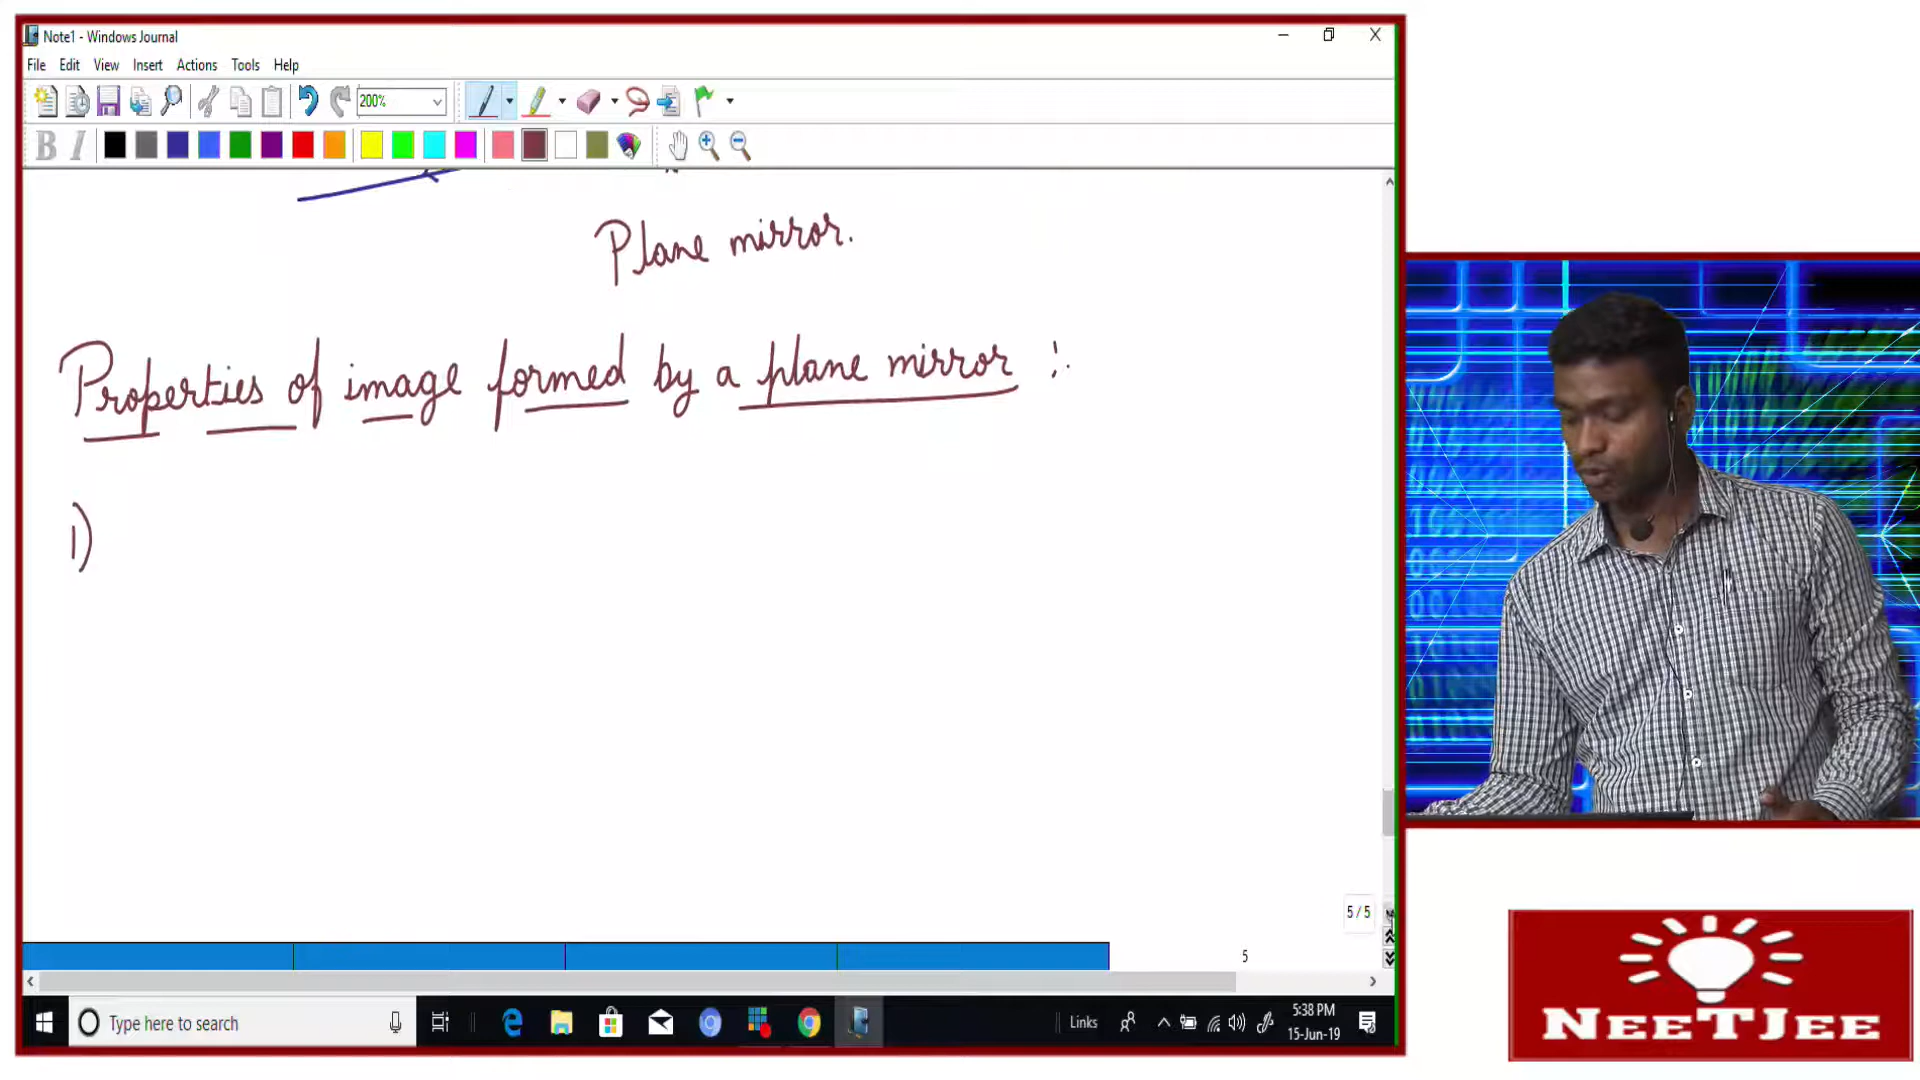 Note1 - Windows Journal
File Edit View Insert Actions Tools Help
200%
B I
Plane mirror.
Properties of image formed by a plane mirror :-
1)
5 / 5
5
Type here to search
Links
5:38 PM
15-Jun-19
NEETJEE